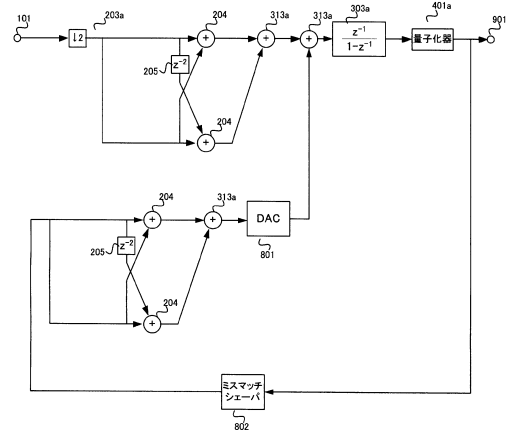 101
203a
204
313a
313a
303a
401a
901
↓2
+
+
+
z⁻¹
1-z⁻¹
量子化器
205
z⁻²
204
+
204
313a
+
+
DAC
205
z⁻²
801
204
+
ミスマッチ
シェーパ
802